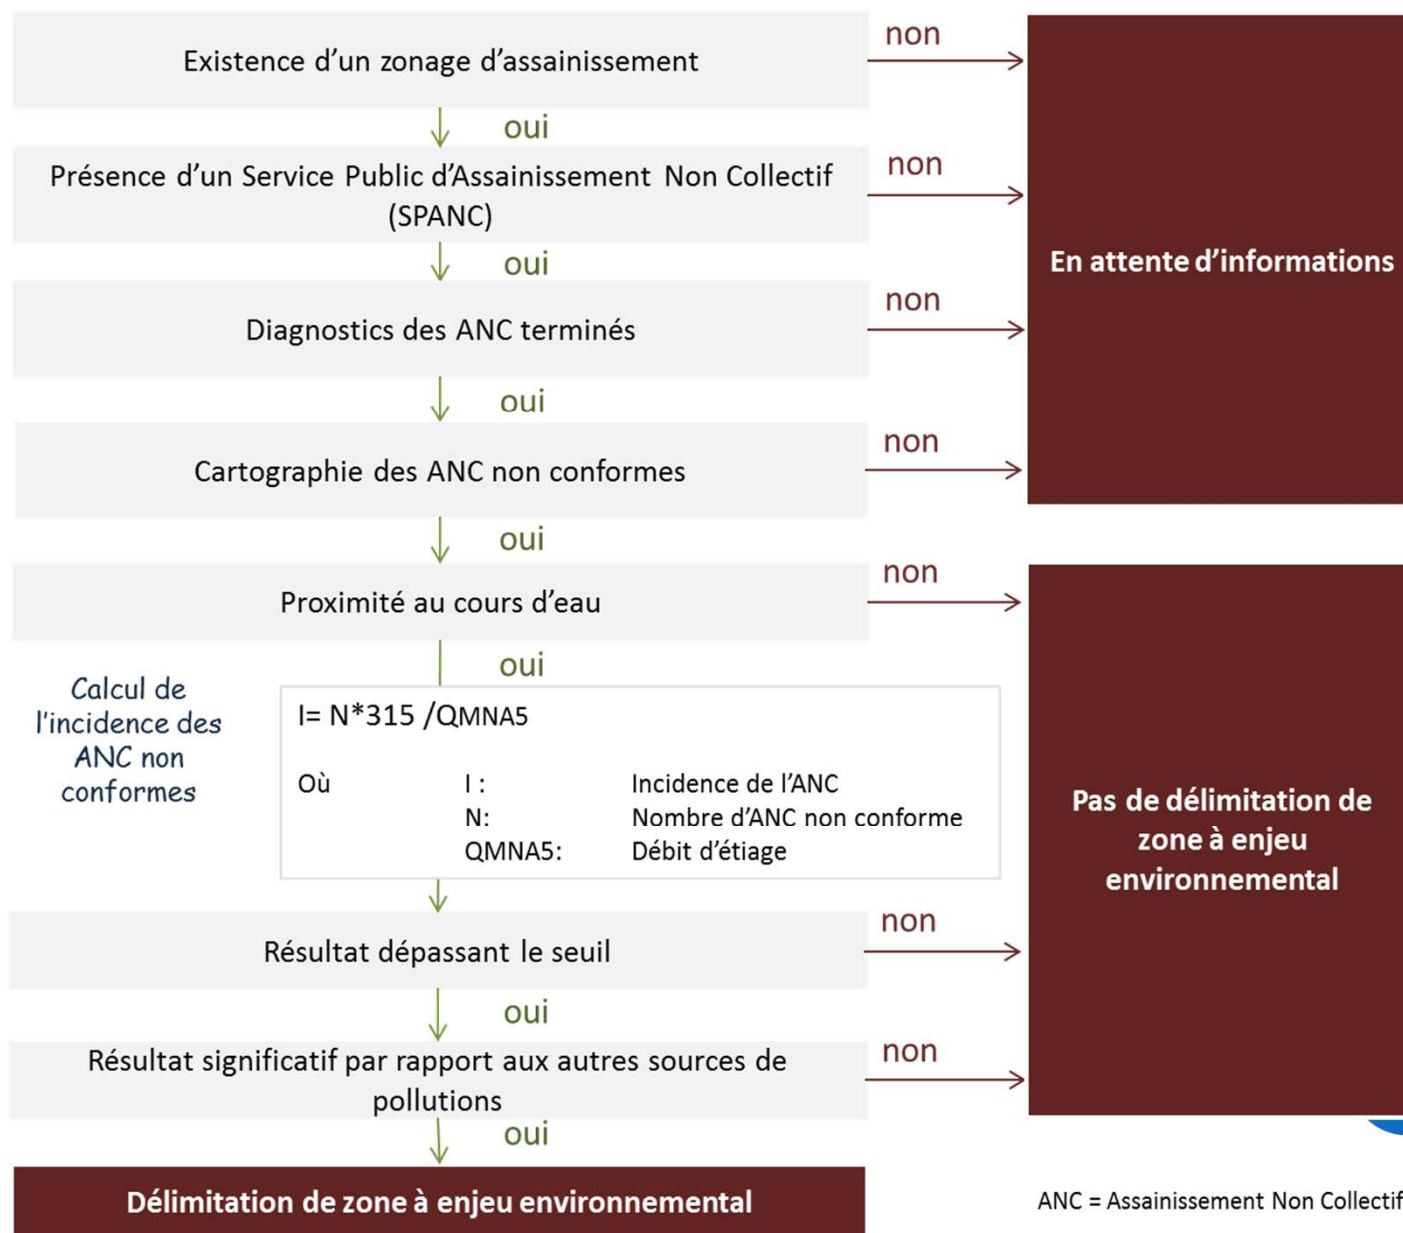 Existence d’un zonage d’assainissement
non
oui
Présence d’un Service Public d’Assainissement Non Collectif
(SPANC)
non
oui
Diagnostics des ANC terminés
non
oui
Cartographie des ANC non conformes
non
En attente d’informations
oui
Proximité au cours d’eau
non
oui
Calcul de
l’incidence des
ANC non
conformes
I= N*315 /QMNA5
Où I : Incidence de l’ANC
N: Nombre d’ANC non conforme
QMNA5: Débit d’étiage
Résultat dépassant le seuil
non
oui
Résultat significatif par rapport aux autres sources de
pollutions
non
Pas de délimitation de
zone à enjeu
environnemental
oui
Délimitation de zone à enjeu environnemental
ANC = Assainissement Non Collectif